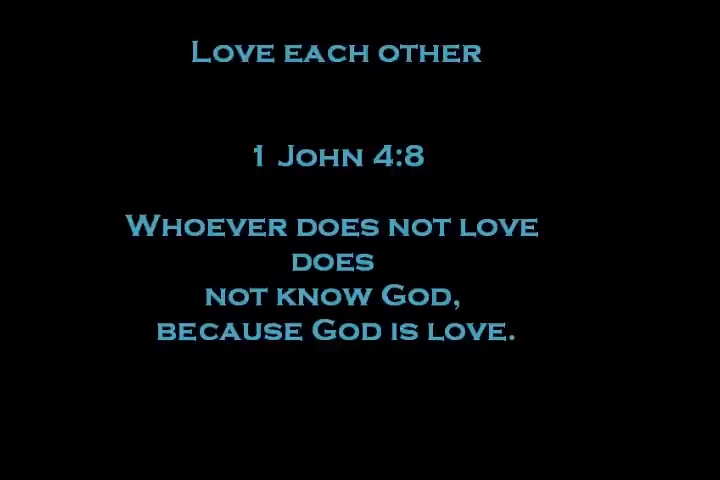 Love each other
1 John 4:8
Whoever does not love
does
not know God,
because God is love.